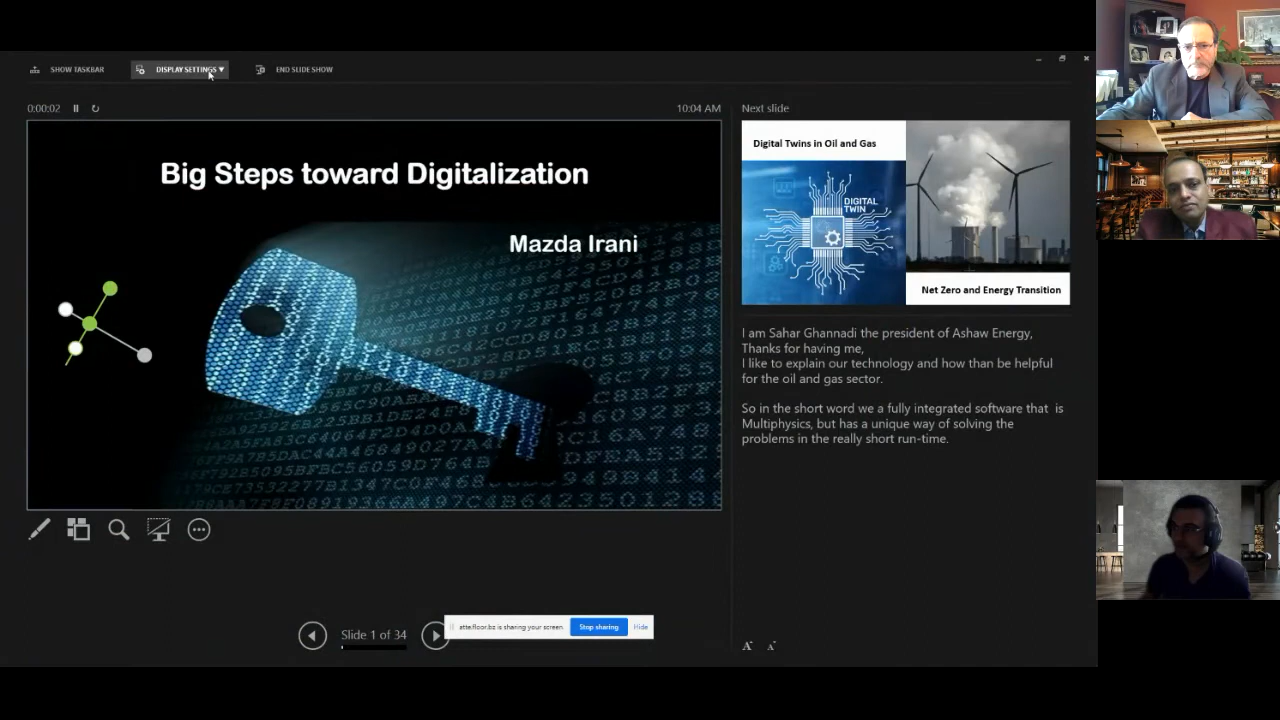 SHOW TASKBAR
DISPLAY SETTINGS ▼
END SLIDE SHOW
0:00:02
10:04 AM
Big Steps toward Digitalization
Mazda Irani
Next slide
Digital Twins in Oil and Gas
DIGITAL
TWIN
Net Zero and Energy Transition
I am Sahar Ghannadi the president of Ashaw Energy,
Thanks for having me,
I like to explain our technology and how than be helpful
for the oil and gas sector.
So in the short word we a fully integrated software that is
Multiphysics, but has a unique way of solving the
problems in the really short run-time.
Slide 1 of 34
is sharing your screen.
Stop sharing
Hide
A
A